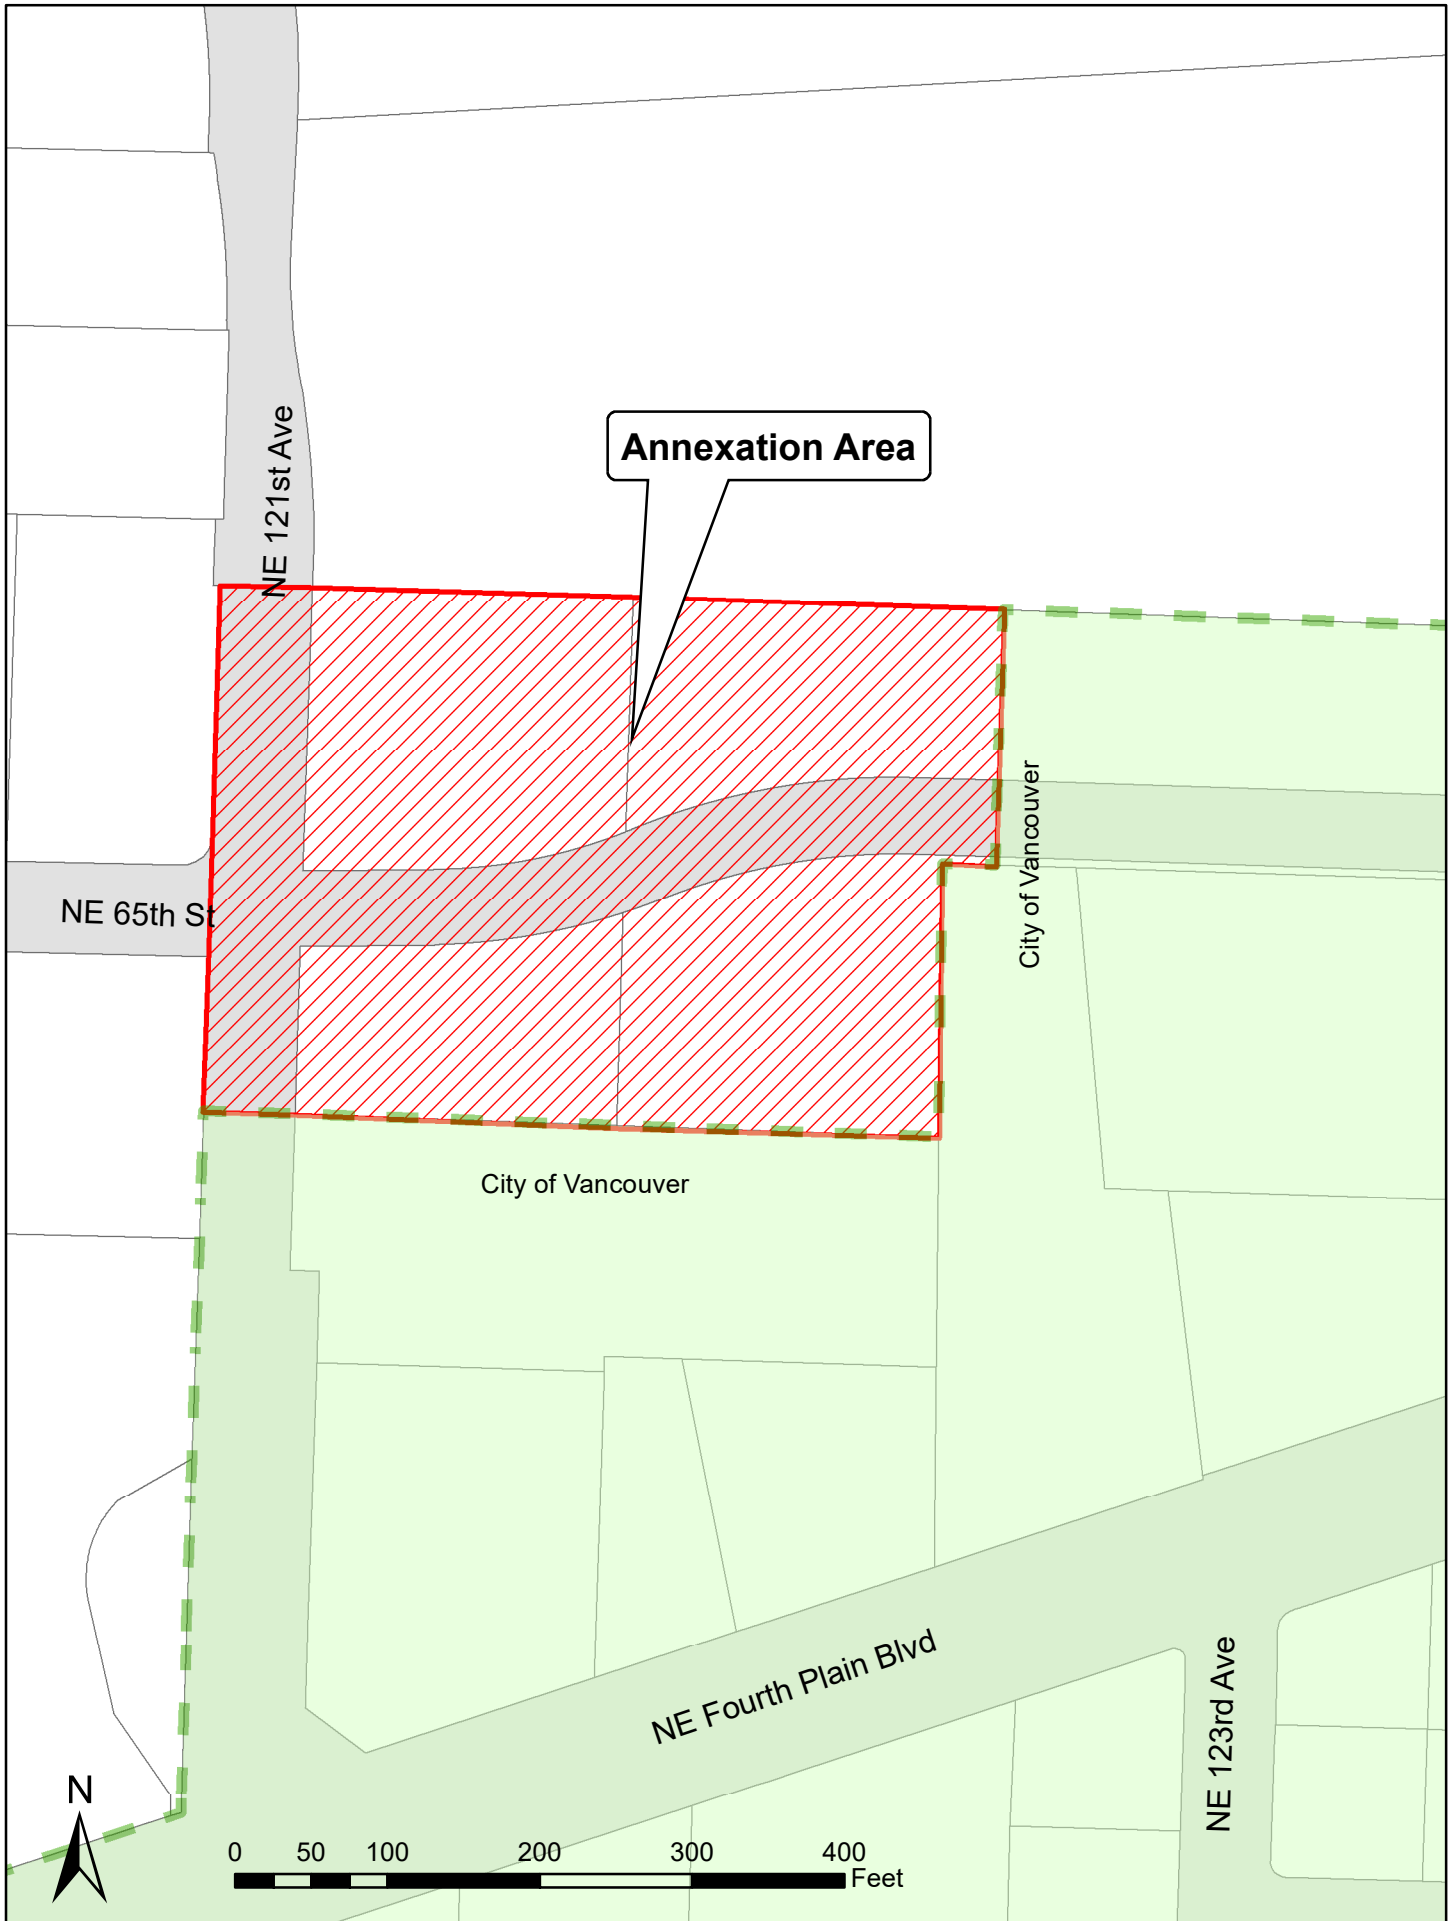 NE 121st Ave
Annexation Area
City of Vancouver
NE 65th St
City of Vancouver
NE Fourth Plain Blvd
NE 123rd Ave
N
0 50 100 200 300 400
Feet